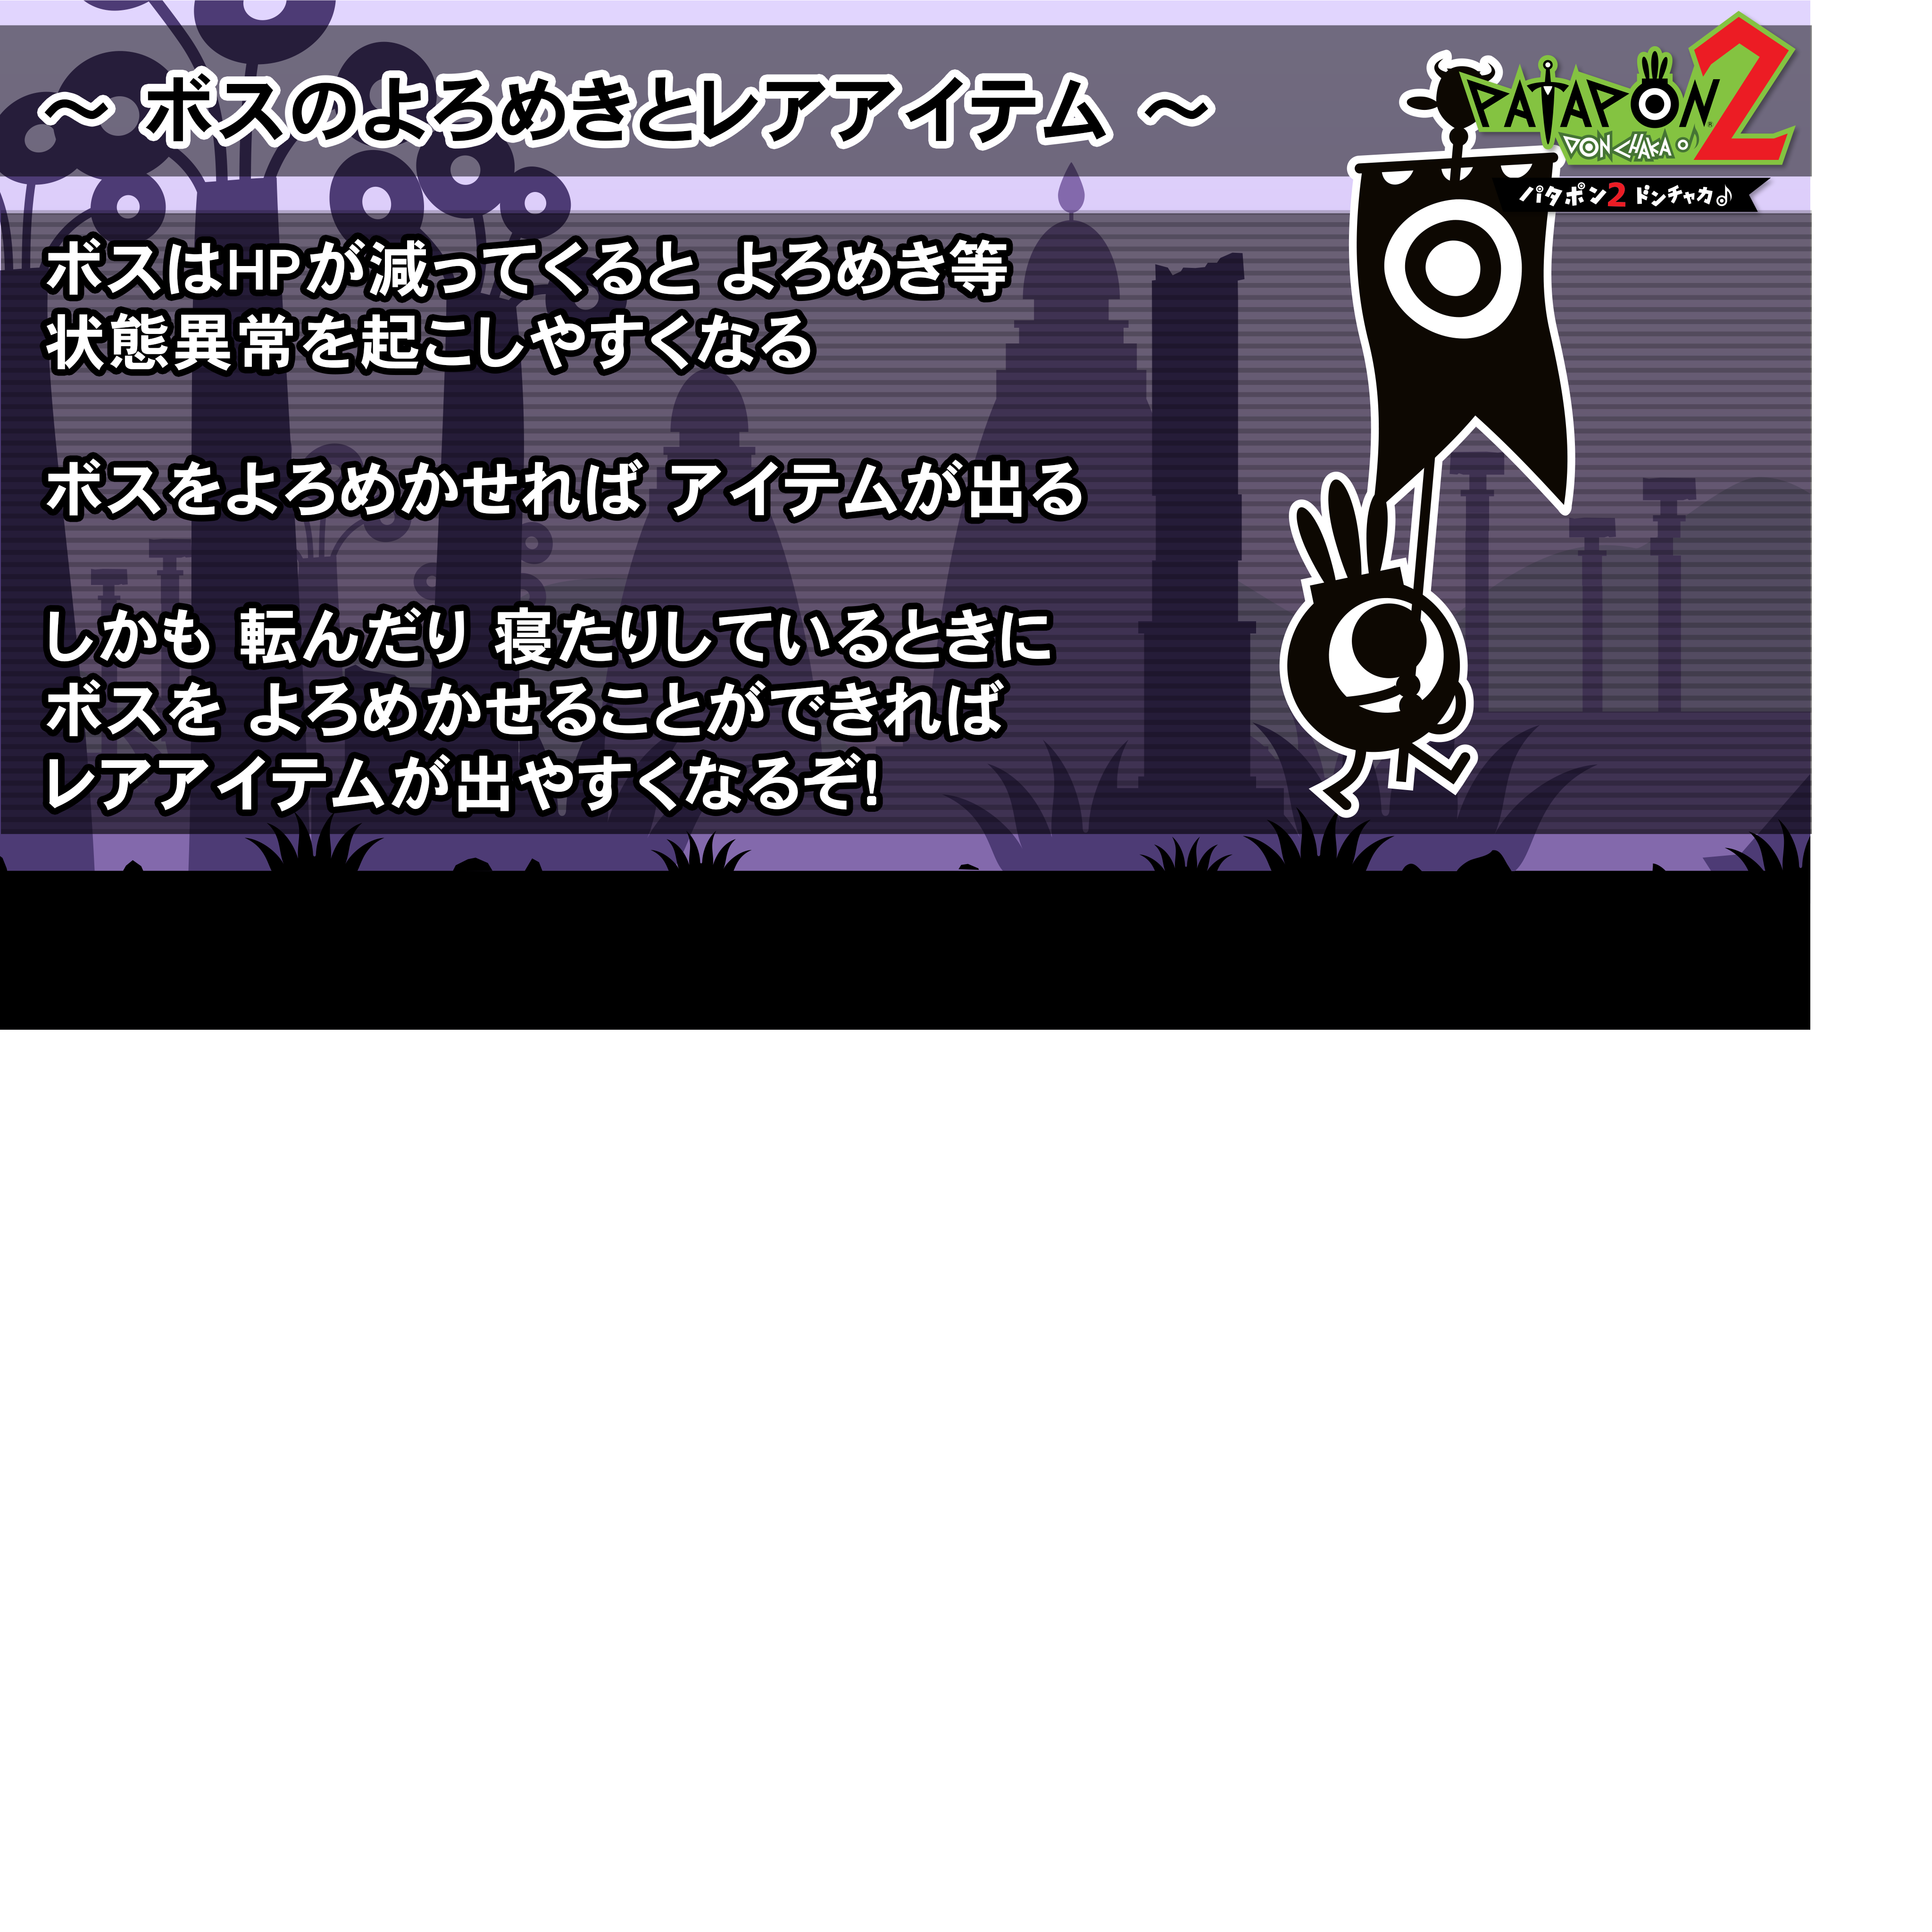 ～ ボスのよろめきとレアアイテム ～
PATAPON 2
DON CHAKA♪
パタポン2 ドンチャカ♪
ボスはHPが減ってくると よろめき等
状態異常を起こしやすくなる
ボスをよろめかせれば アイテムが出る
しかも 転んだり 寝たりしているときに
ボスを よろめかせることができれば
レアアイテムが出やすくなるぞ!